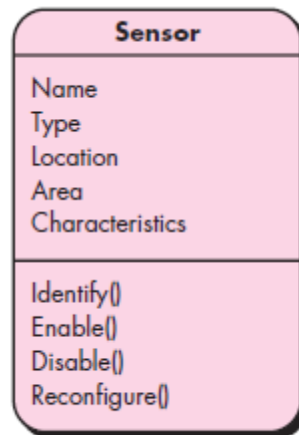 Sensor
Name
Type
Location
Area
Characteristics
Identify()
Enable()
Disable()
Reconfigure()